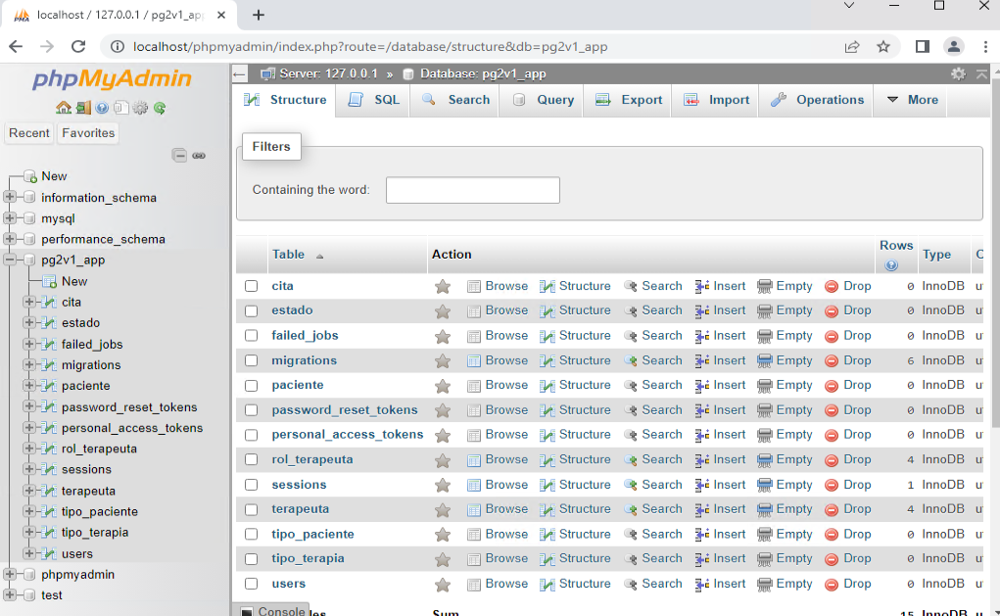 localhost / 127.0.0.1 / pg2v1_app
localhost/phpmyadmin/index.php?route=/database/structure&db=pg2v1_app
phpMyAdmin
Recent Favorites
New
information_schema
mysql
performance_schema
pg2v1_app
New
cita
estado
failed_jobs
migrations
paciente
password_reset_tokens
personal_access_tokens
rol_terapeuta
sessions
terapeuta
tipo_paciente
tipo_terapia
users
phpmyadmin
test
Server: 127.0.0.1 » Database: pg2v1_app
Structure SQL Search Query Export Import Operations More
Filters
Containing the word:
Table Action Rows Type
cita Browse Structure Search Insert Empty Drop 0 InnoDB
estado Browse Structure Search Insert Empty Drop 0 InnoDB
failed_jobs Browse Structure Search Insert Empty Drop 0 InnoDB
migrations Browse Structure Search Insert Empty Drop 6 InnoDB
paciente Browse Structure Search Insert Empty Drop 0 InnoDB
password_reset_tokens Browse Structure Search Insert Empty Drop 0 InnoDB
personal_access_tokens Browse Structure Search Insert Empty Drop 0 InnoDB
rol_terapeuta Browse Structure Search Insert Empty Drop 4 InnoDB
sessions Browse Structure Search Insert Empty Drop 1 InnoDB
terapeuta Browse Structure Search Insert Empty Drop 4 InnoDB
tipo_paciente Browse Structure Search Insert Empty Drop 0 InnoDB
tipo_terapia Browse Structure Search Insert Empty Drop 0 InnoDB
users Browse Structure Search Insert Empty Drop 0 InnoDB
Console Sum 15 InnoDB